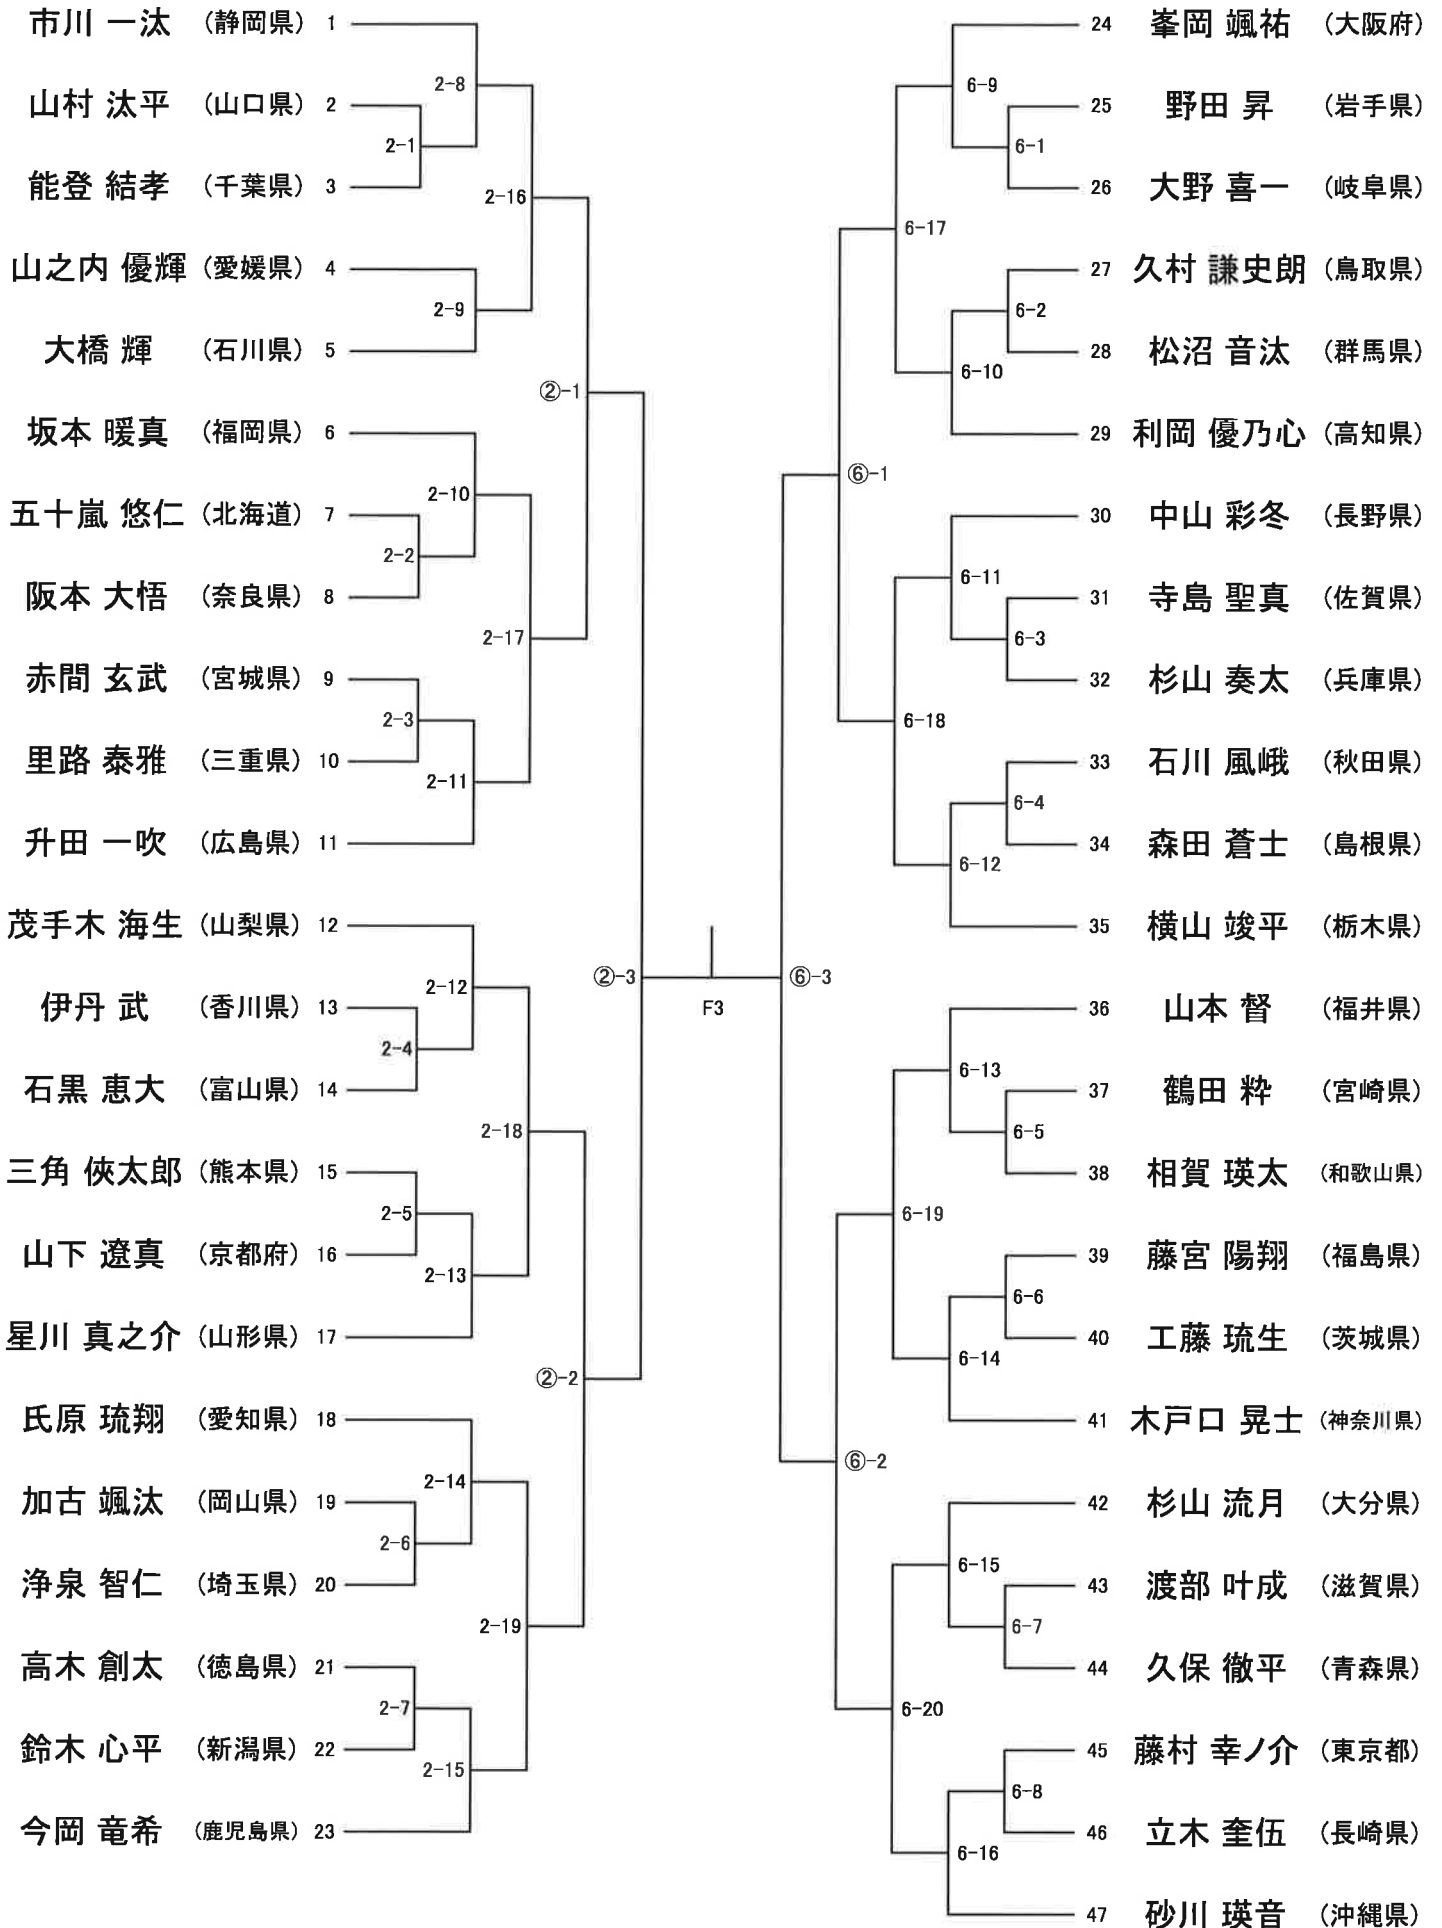 市川 一汰 (静岡県) 1
2-8
山村 汰平 (山口県) 2
2-1
能登 結孝 (千葉県) 3
2-16
山之内 優輝 (愛媛県) 4
2-9
大橋 輝 (石川県) 5
②-1
坂本 暖真 (福岡県) 6
2-10
五十嵐 悠仁 (北海道) 7
2-2
阪本 大悟 (奈良県) 8
2-17
赤間 玄武 (宮城県) 9
2-3
里路 泰雅 (三重県) 10
2-11
升田 一吹 (広島県) 11
茂手木 海生 (山梨県) 12
②-3
2-12
伊丹 武 (香川県) 13
2-4
石黒 恵大 (富山県) 14
2-18
三角 俠太郎 (熊本県) 15
2-5
山下 遼真 (京都府) 16
2-13
星川 真之介 (山形県) 17
②-2
氏原 琉翔 (愛知県) 18
2-14
加古 颯汰 (岡山県) 19
2-6
浄泉 智仁 (埼玉県) 20
2-19
高木 創太 (徳島県) 21
2-7
鈴木 心平 (新潟県) 22
2-15
今岡 竜希 (鹿児島県) 23
F3
24 峯岡 颯祐 (大阪府)
6-9
25 野田 昇 (岩手県)
6-1
26 大野 喜一 (岐阜県)
6-17
27 久村 謙史朗 (鳥取県)
6-2
28 松沼 音汰 (群馬県)
6-10
29 利岡 優乃心 (高知県)
⑥-1
30 中山 彩冬 (長野県)
6-11
31 寺島 聖真 (佐賀県)
6-3
32 杉山 奏太 (兵庫県)
6-18
33 石川 風峨 (秋田県)
6-4
34 森田 蒼士 (島根県)
6-12
35 横山 竣平 (栃木県)
⑥-3
36 山本 督 (福井県)
6-13
37 鶴田 粋 (宮崎県)
6-5
38 相賀 瑛太 (和歌山県)
6-19
39 藤宮 陽翔 (福島県)
6-6
40 工藤 琉生 (茨城県)
6-14
41 木戸口 晃士 (神奈川県)
⑥-2
42 杉山 流月 (大分県)
6-15
43 渡部 叶成 (滋賀県)
6-7
44 久保 徹平 (青森県)
6-20
45 藤村 幸ノ介 (東京都)
6-8
46 立木 奎伍 (長崎県)
6-16
47 砂川 瑛音 (沖縄県)